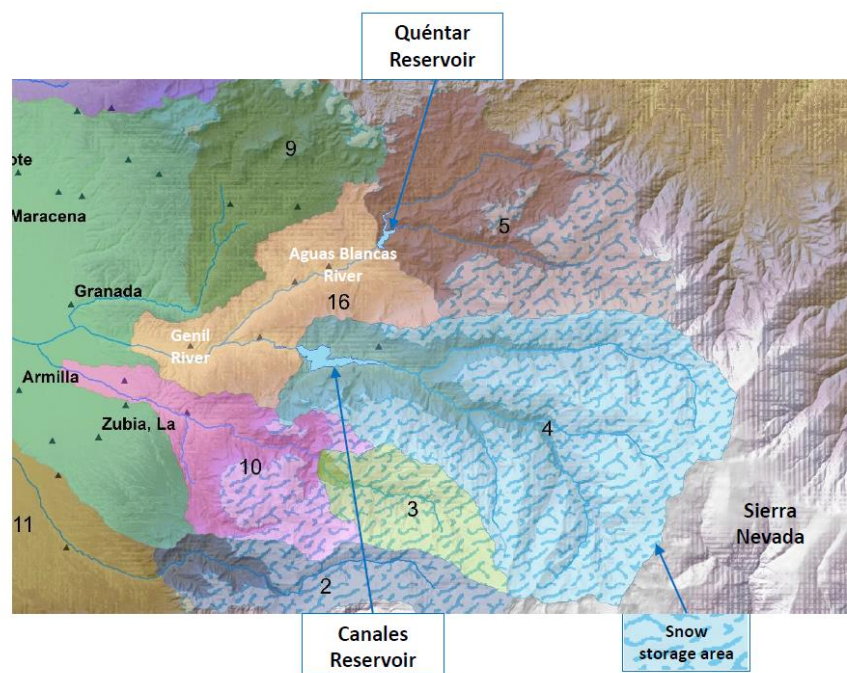 Quéntar
Reservoir
9
ote
Maracena
5
Aguas Blancas
River
Granada
16
Genil
River
Armilla
Zubia, La
4
10
3
Sierra
Nevada
11
2
Canales
Reservoir
Snow
storage area